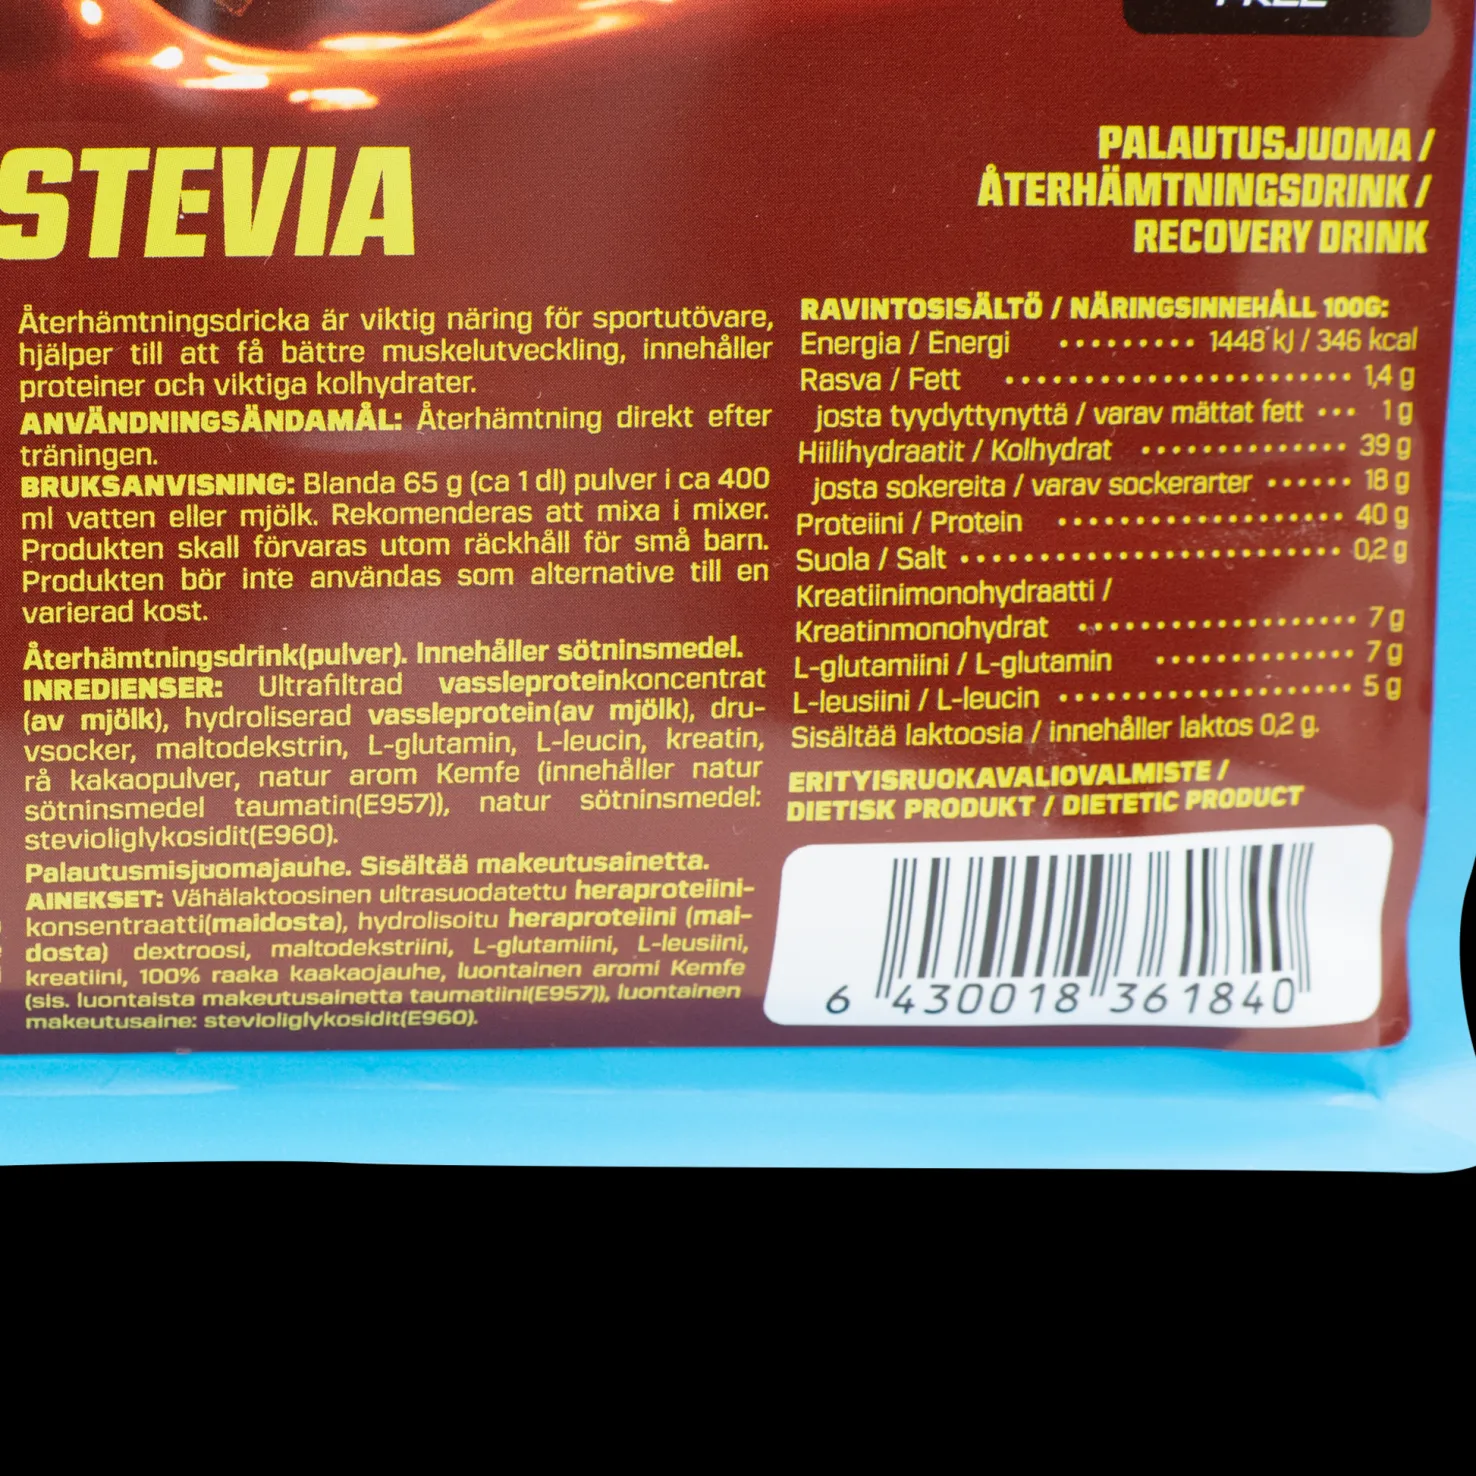 FREE
STEVIA
PALAUTUSJUOMA /
ÅTERHÄMTNINGSDRINK /
RECOVERY DRINK
Återhämtningsdricka är viktig näring för sportutövare,
hjälper till att få bättre muskelutveckling, innehåller
proteiner och viktiga kolhydrater.
ANVÄNDNINGSÄNDAMÅL: Återhämtning direkt efter
träningen.
BRUKSANVISNING: Blanda 65 g (ca 1 dl) pulver i ca 400
ml vatten eller mjölk. Rekomenderas att mixa i mixer.
Produkten skall förvaras utom räckhåll för små barn.
Produkten bör inte användas som alternative till en
varierad kost.
Återhämtningsdrink(pulver). Innehåller sötninsmedel.
INREDIENSER: Ultrafiltrad vassleproteinkoncentrat
(av mjölk), hydroliserad vassleprotein(av mjölk), dru-
vsocker, maltodekstrin, L-glutamin, L-leucin, kreatin,
rå kakaopulver, natur arom Kemfe (innehåller natur
sötninsmedel taumatin(E957)), natur sötninsmedel:
stevioliglykosidit(E960).
Palautusmisjuomajauhe. Sisältää makeutusainetta.
AINEKSET: Vähälaktoosinen ultrasuodatettu heraproteiini-
konsentraatti(maidosta), hydrolisoitu heraproteiini (mai-
dosta) dextroosi, maltodekstriini, L-glutamiini, L-leusiini,
kreatiini, 100% raaka kaakaojauhe, luontainen aromi Kemfe
(sis. luontaista makeutusainetta taumatiini(E957)), luontainen
makeutusaine: stevioliglykosidit(E960).
RAVINTOSISÄLTÖ / NÄRINGSINNEHÅLL 100G:
Energia / Energi ········· 1448 kJ / 346 kcal
Rasva / Fett ······················ 1,4 g
josta tyydyttynyttä / varav mättat fett ··· 1 g
Hiilihydraatit / Kolhydrat ············· 39 g
josta sokereita / varav sockerarter ······ 18 g
Proteiini / Protein ·················· 40 g
Suola / Salt ························ 0,2 g
Kreatiinimonohydraatti /
Kreatinmonohydrat ·················· 7 g
L-glutamiini / L-glutamin ············· 7 g
L-leusiini / L-leucin ··················· 5 g
Sisältää laktoosia / innehåller laktos 0,2 g.
ERITYISRUOKAVALIOVALMISTE /
DIETISK PRODUKT / DIETETIC PRODUCT
6 430018 361840